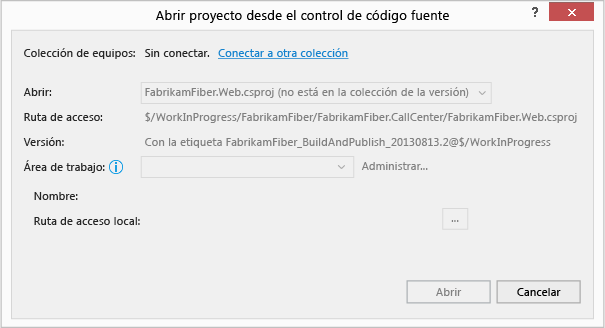 Abrir proyecto desde el control de código fuente
Colección de equipos: Sin conectar. Conectar a otra colección
Abrir: FabrikamFiber.Web.csproj (no está en la colección de la versión)
Ruta de acceso: $/WorkInProgress/FabrikamFiber/FabrikamFiber.CallCenter/FabrikamFiber.Web.csproj
Versión: Con la etiqueta FabrikamFiber_BuildAndPublish_20130813.2@$/WorkInProgress
Área de trabajo: Administrar...
Nombre:
Ruta de acceso local: ...
Abrir Cancelar